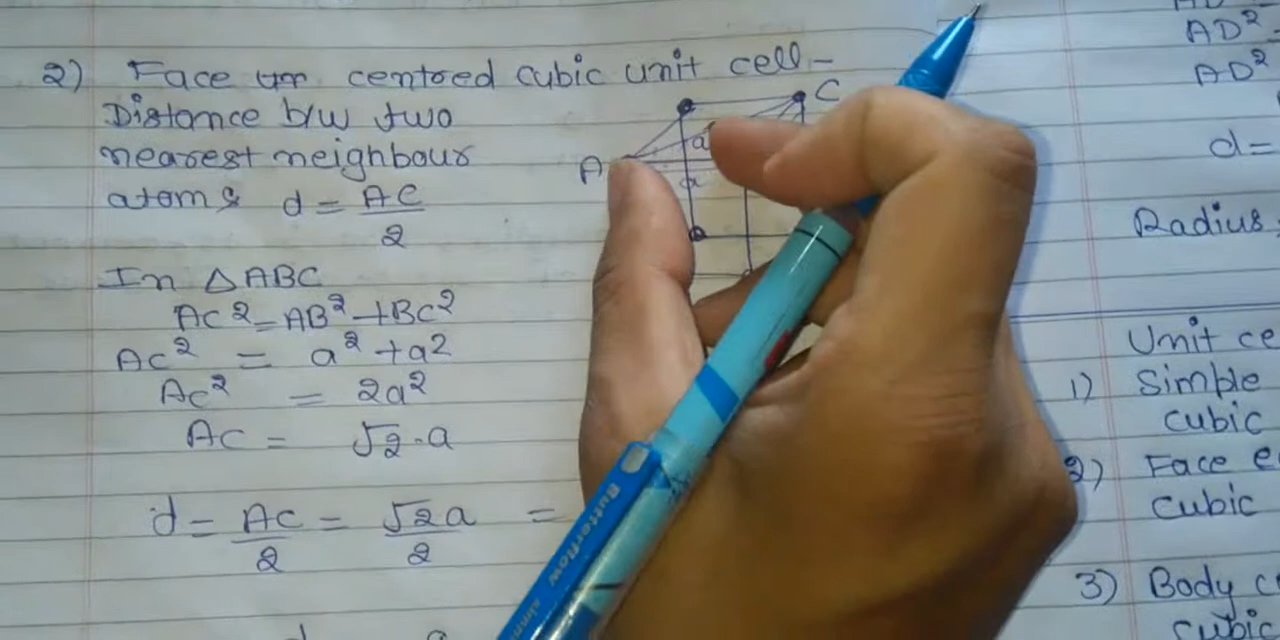 2) Face centred cubic unit cell-
Distance b/w two
nearest neighbour
atoms d = AC/2
A
C
a
a
In △ABC
AC² = AB² + BC²
AC² = a² + a²
AC² = 2a²
AC = √2·a
d = AC/2 = √2a/2 =
AD²
AD²
d=
Radius
Unit ce
1) Simple
cubic
2) Face
cubic
3) Body c
cubic
Butterflow